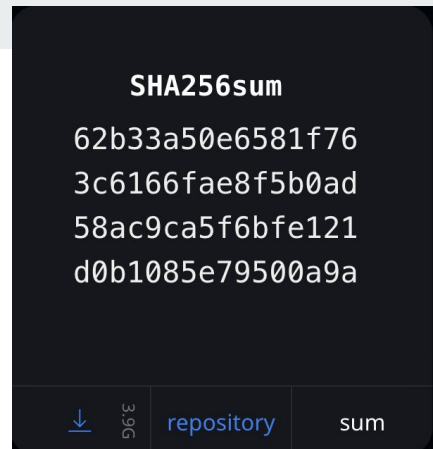 SHA256sum
62b33a50e6581f76
3c6166fae8f5b0ad
58ac9ca5f6bfe121
d0b1085e79500a9a
3.9G repository sum